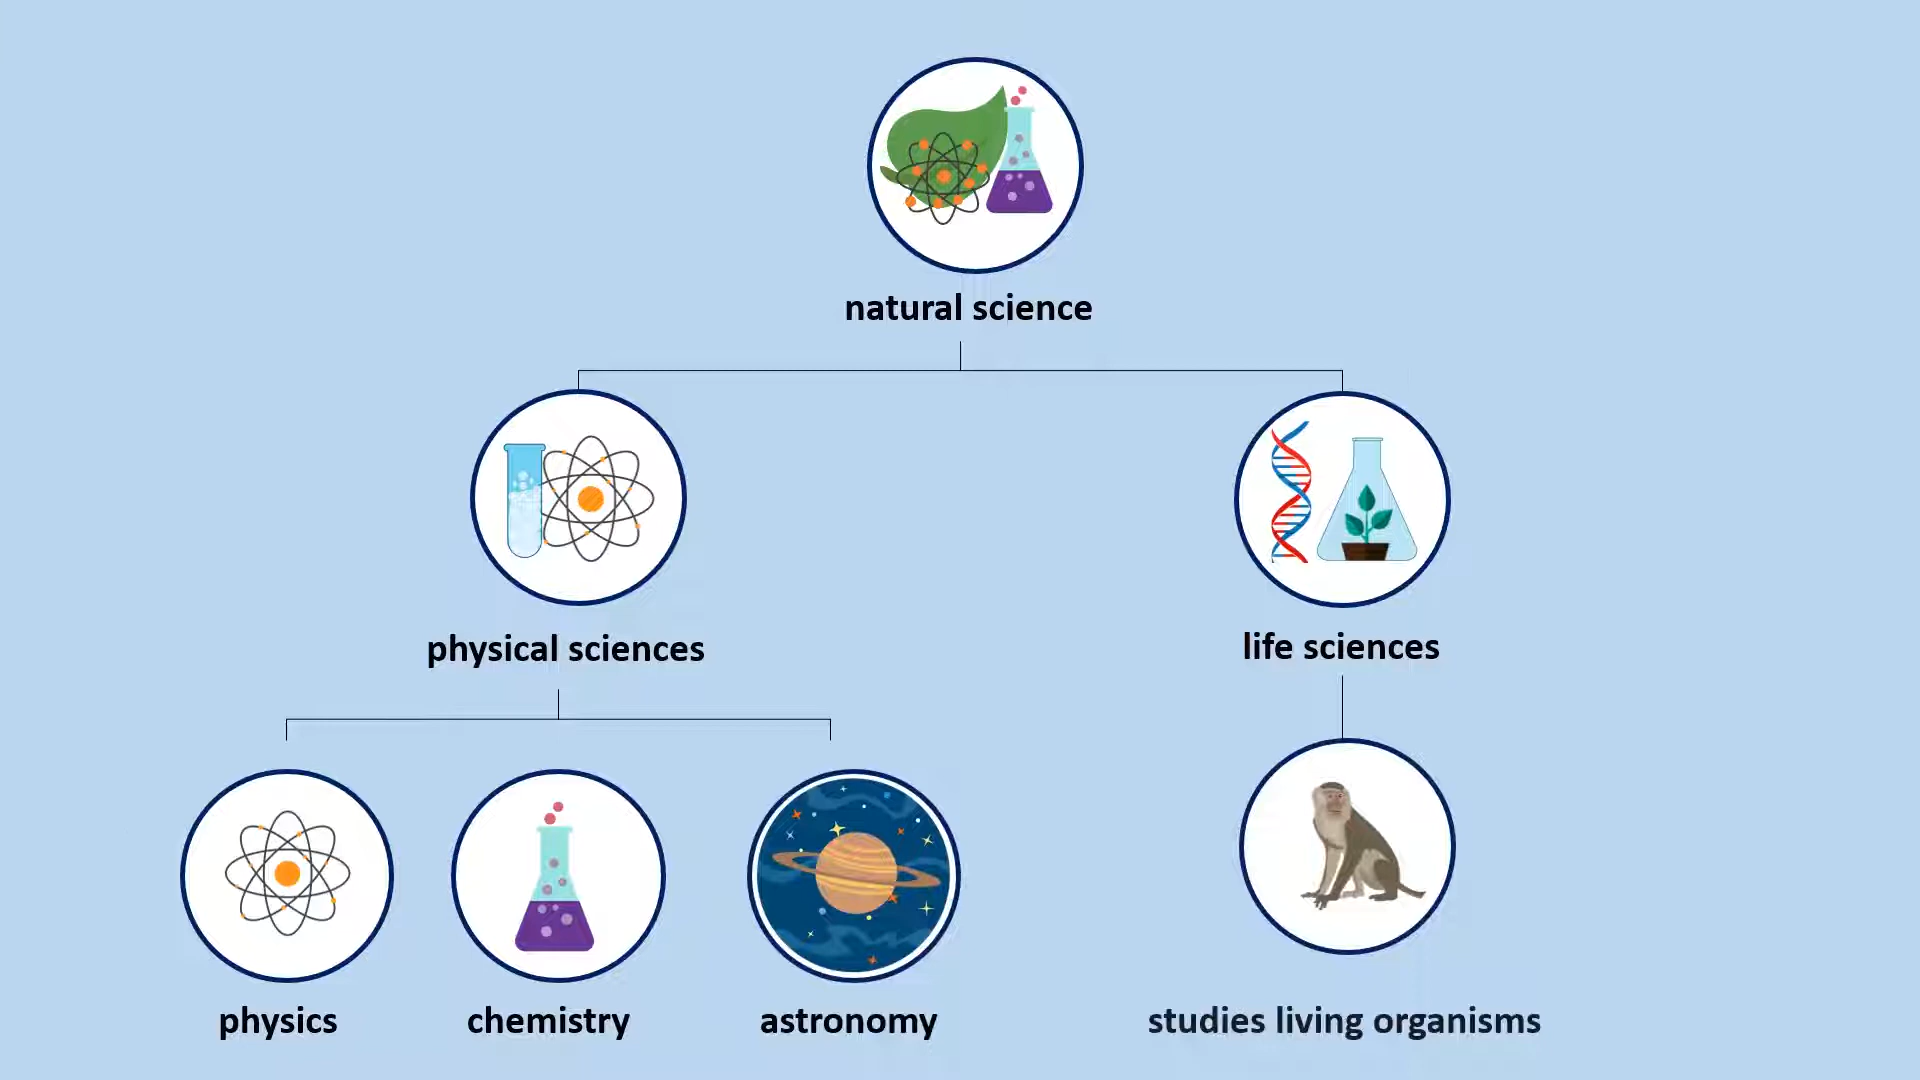 natural science
physical sciences
life sciences
physics
chemistry
astronomy
studies living organisms